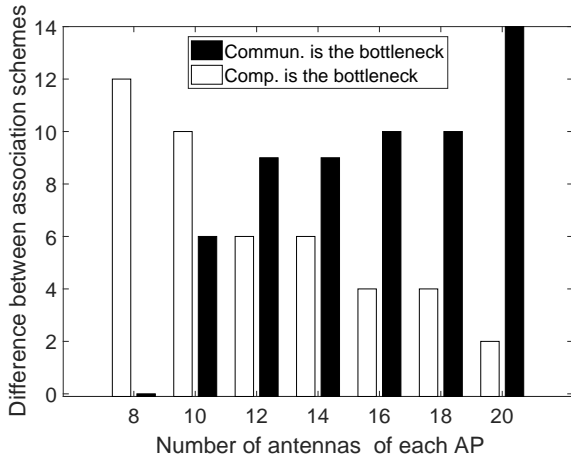 Difference between association schemes
14
12
10
8
6
4
2
0
Commun. is the bottleneck
Comp. is the bottleneck
8 10 12 14 16 18 20
Number of antennas of each AP